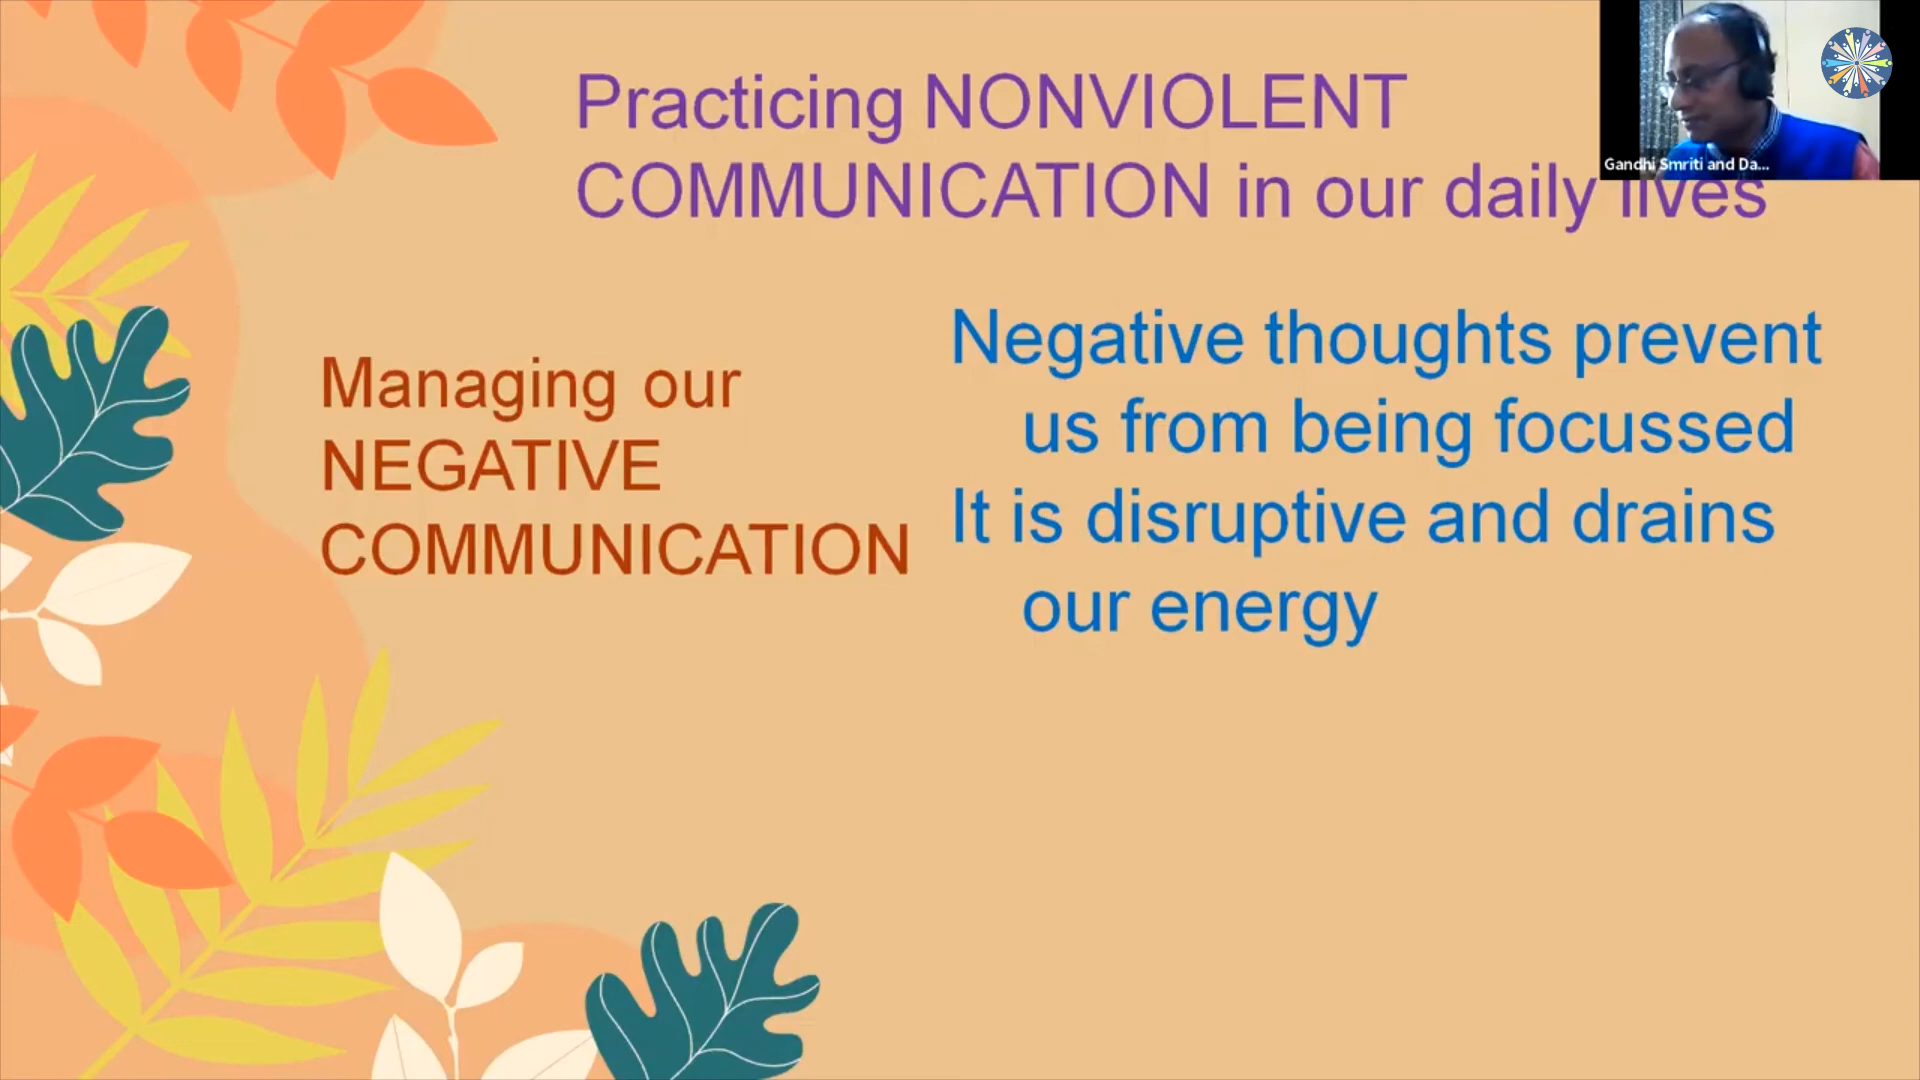 Practicing NONVIOLENT
COMMUNICATION in our daily lives
Gandhi Smriti and Da...
Managing our
NEGATIVE
COMMUNICATION
Negative thoughts prevent
us from being focussed
It is disruptive and drains
our energy